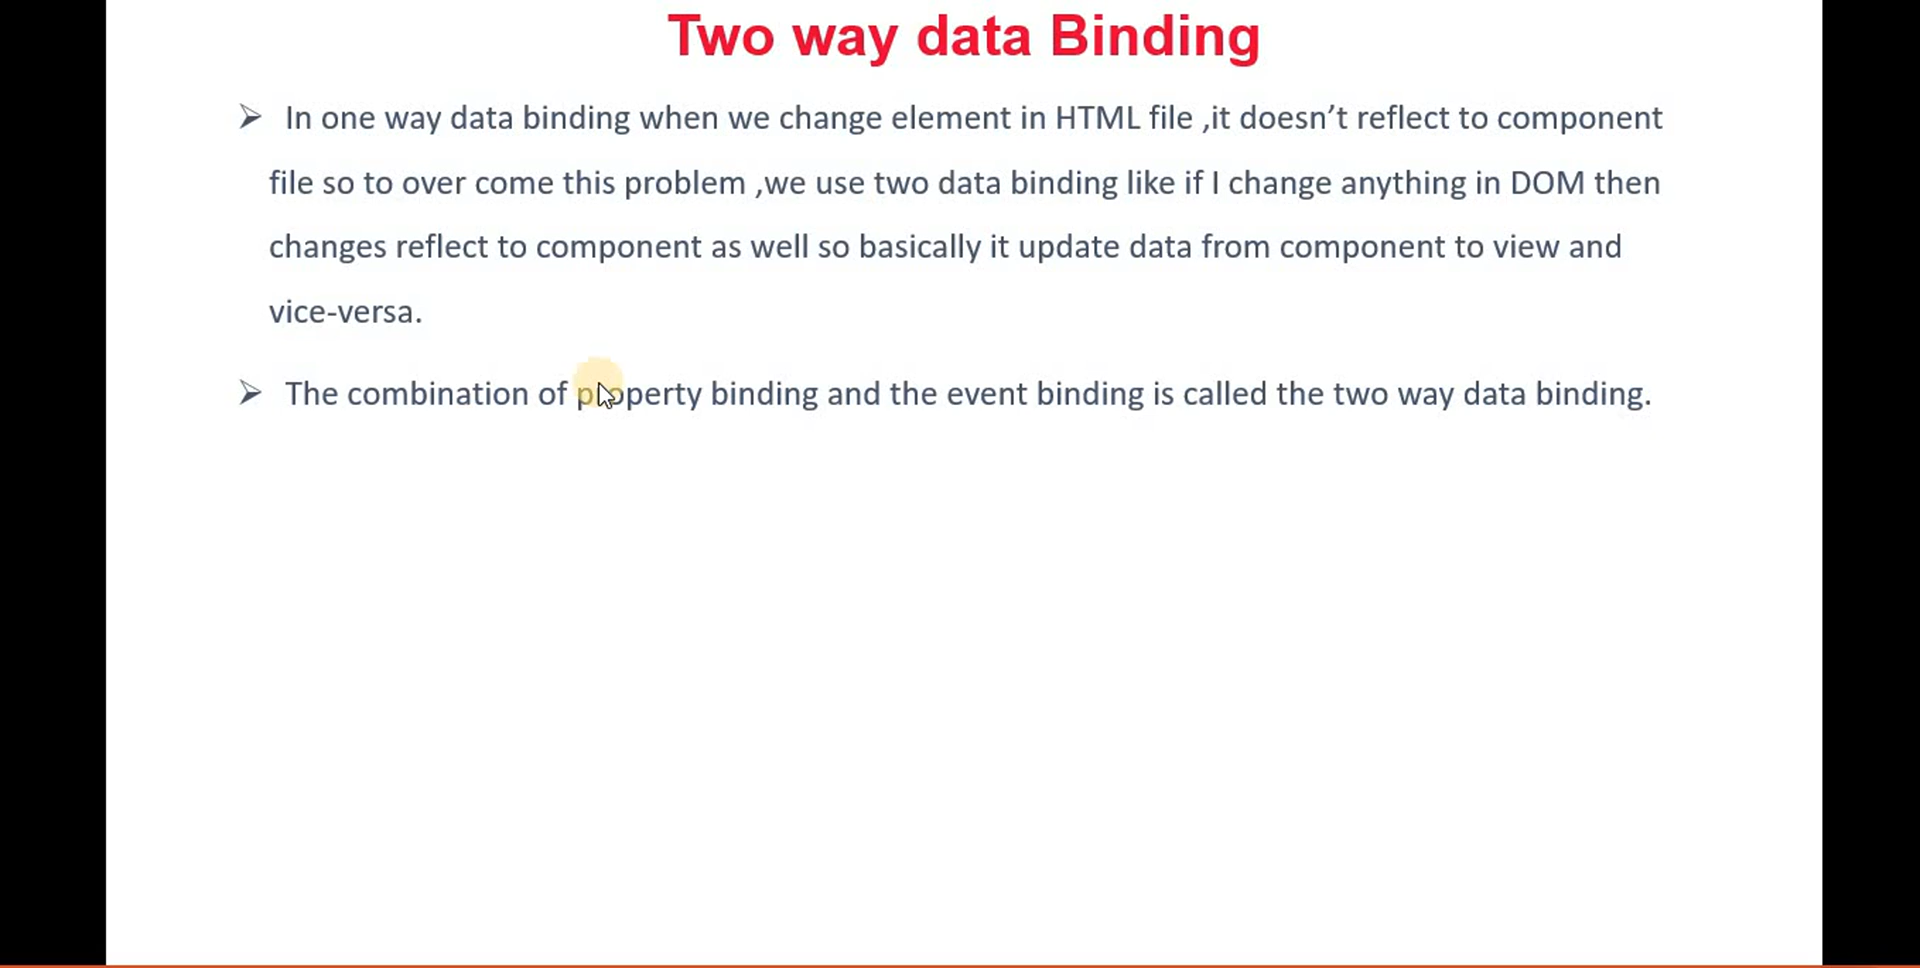 Two way data Binding
➢ In one way data binding when we change element in HTML file ,it doesn’t reflect to component
file so to over come this problem ,we use two data binding like if I change anything in DOM then
changes reflect to component as well so basically it update data from component to view and
vice-versa.
➢ The combination of property binding and the event binding is called the two way data binding.